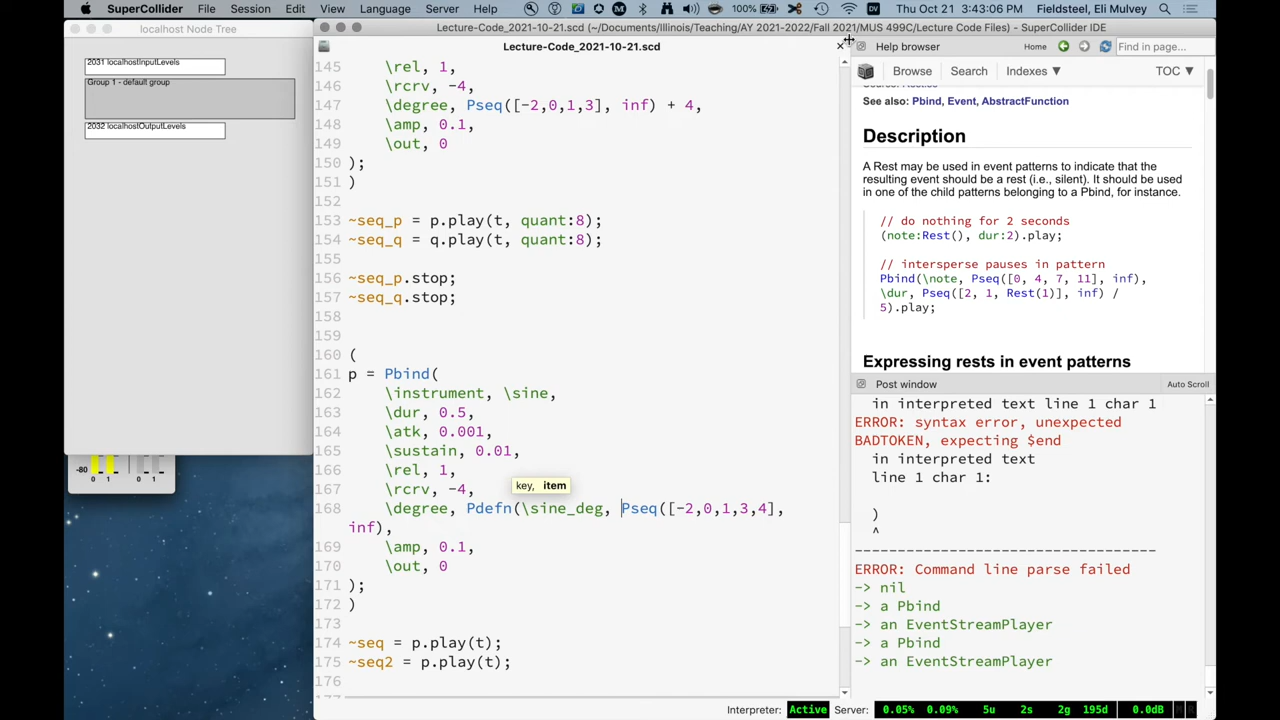 SuperCollider File Session Edit View Language Server Help 100% DV Thu Oct 21 3:43:06 PM Fieldsteel, Eli Mulvey
localhost Node Tree
2031 localhostInputLevels
Group 1 - default group
2032 localhostOutputLevels
-80
0 1 0 1
Lecture-Code_2021-10-21.scd (~/Documents/Illinois/Teaching/AY 2021-2022/Fall 2021/MUS 499C/Lecture Code Files) - SuperCollider IDE
Lecture-Code_2021-10-21.scd
145 \rel, 1,
146 \rcrv, -4,
147 \degree, Pseq([-2,0,1,3], inf) + 4,
148 \amp, 0.1,
149 \out, 0
150 );
151 )
152
153 ~seq_p = p.play(t, quant:8);
154 ~seq_q = q.play(t, quant:8);
155
156 ~seq_p.stop;
157 ~seq_q.stop;
158
159
160 (
161 p = Pbind(
162 \instrument, \sine,
163 \dur, 0.5,
164 \atk, 0.001,
165 \sustain, 0.01,
166 \rel, 1,
167 \rcrv, -4,
key, item
168 \degree, Pdefn(\sine_deg, Pseq([-2,0,1,3,4],
inf),
169 \amp, 0.1,
170 \out, 0
171 );
172 )
173
174 ~seq = p.play(t);
175 ~seq2 = p.play(t);
176
Help browser Home Find in page...
Browse Search Indexes ▼ TOC ▼
See also: Pbind, Event, AbstractFunction
Description
A Rest may be used in event patterns to indicate that the
resulting event should be a rest (i.e., silent). It should be used
in one of the child patterns belonging to a Pbind, for instance.
// do nothing for 2 seconds
(note:Rest(), dur:2).play;
// intersperse pauses in pattern
Pbind(\note, Pseq([0, 4, 7, 11], inf),
\dur, Pseq([2, 1, Rest(1)], inf) /
5).play;
Expressing rests in event patterns
Post window Auto Scroll
in interpreted text line 1 char 1
ERROR: syntax error, unexpected
BADTOKEN, expecting $end
in interpreted text
line 1 char 1:
)
^
-----------------------------------
ERROR: Command line parse failed
-> nil
-> a Pbind
-> an EventStreamPlayer
-> a Pbind
-> an EventStreamPlayer
Interpreter: Active Server: 0.05% 0.09% 5u 2s 2g 195d 0.0dB M R